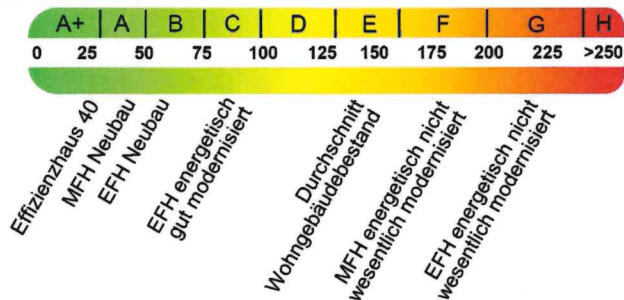 A+ A B C D E F G H
0 25 50 75 100 125 150 175 200 225 >250
Effizienzhaus 40
MFH Neubau
EFH Neubau
EFH energetisch
gut modernisiert
Durchschnitt
Wohngebäudebestand
MFH energetisch nicht
wesentlich modernisiert
EFH energetisch nicht
wesentlich modernisiert